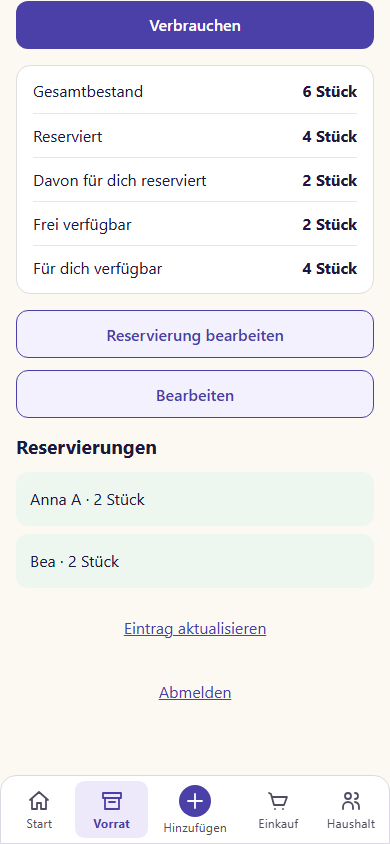 Verbrauchen
Gesamtbestand 6 Stück
Reserviert 4 Stück
Davon für dich reserviert 2 Stück
Frei verfügbar 2 Stück
Für dich verfügbar 4 Stück
Reservierung bearbeiten
Bearbeiten
Reservierungen
Anna A · 2 Stück
Bea · 2 Stück
Eintrag aktualisieren
Abmelden
Start Vorrat Hinzufügen Einkauf Haushalt